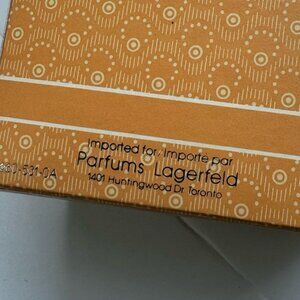 Imported for/Importe par
Parfums Lagerfeld
1401 Huntingwood Dr Toronto